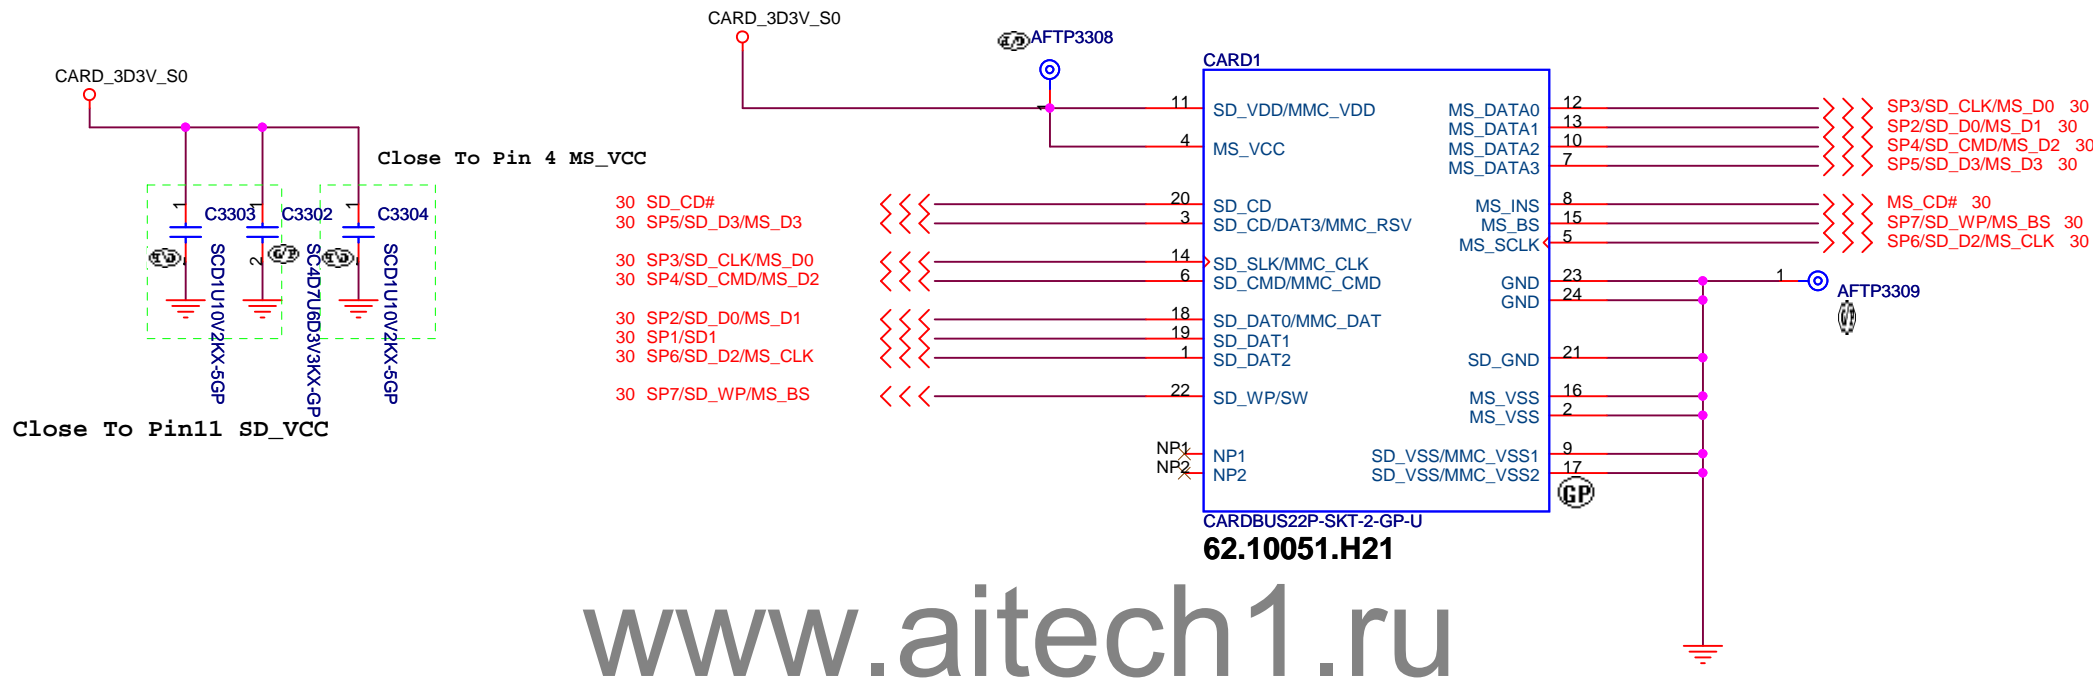 CARD_3D3V_S0
CARD_3D3V_S0
AFTP3308
1
Close To Pin 4 MS_VCC
1
C3303
SCD1U10V2KX-5GP
1
C3302
2
SC4D7U6D3V3KX-GP
1
C3304
SCD1U10V2KX-5GP
Close To Pin11 SD_VCC
CARD1
11 SD_VDD/MMC_VDD
4 MS_VCC
30 SD_CD# 20 SD_CD
30 SP5/SD_D3/MS_D3 3 SD_CD/DAT3/MMC_RSV
30 SP3/SD_CLK/MS_D0 14 SD_SLK/MMC_CLK
30 SP4/SD_CMD/MS_D2 6 SD_CMD/MMC_CMD
30 SP2/SD_D0/MS_D1 18 SD_DAT0/MMC_DAT
30 SP1/SD1 19 SD_DAT1
30 SP6/SD_D2/MS_CLK 1 SD_DAT2
30 SP7/SD_WP/MS_BS 22 SD_WP/SW
NP1 NP1
NP2 NP2
MS_DATA0 12 SP3/SD_CLK/MS_D0 30
MS_DATA1 13 SP2/SD_D0/MS_D1 30
MS_DATA2 10 SP4/SD_CMD/MS_D2 30
MS_DATA3 7 SP5/SD_D3/MS_D3 30
MS_INS 8 MS_CD# 30
MS_BS 15 SP7/SD_WP/MS_BS 30
MS_SCLK 5 SP6/SD_D2/MS_CLK 30
GND 23 1
AFTP3309
GND 24
SD_GND 21
MS_VSS 16
MS_VSS 2
SD_VSS/MMC_VSS1 9
SD_VSS/MMC_VSS2 17
GP
CARDBUS22P-SKT-2-GP-U
62.10051.H21
www.aitech1.ru